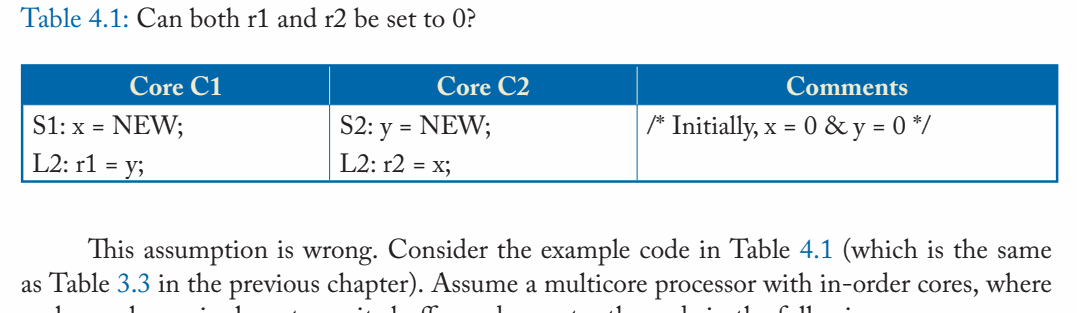 Table 4.1: Can both r1 and r2 be set to 0?
Core C1 Core C2 Comments
S1: x = NEW; S2: y = NEW; /* Initially, x = 0 & y = 0 */
L2: r1 = y; L2: r2 = x;
This assumption is wrong. Consider the example code in Table 4.1 (which is the same
as Table 3.3 in the previous chapter). Assume a multicore processor with in-order cores, where